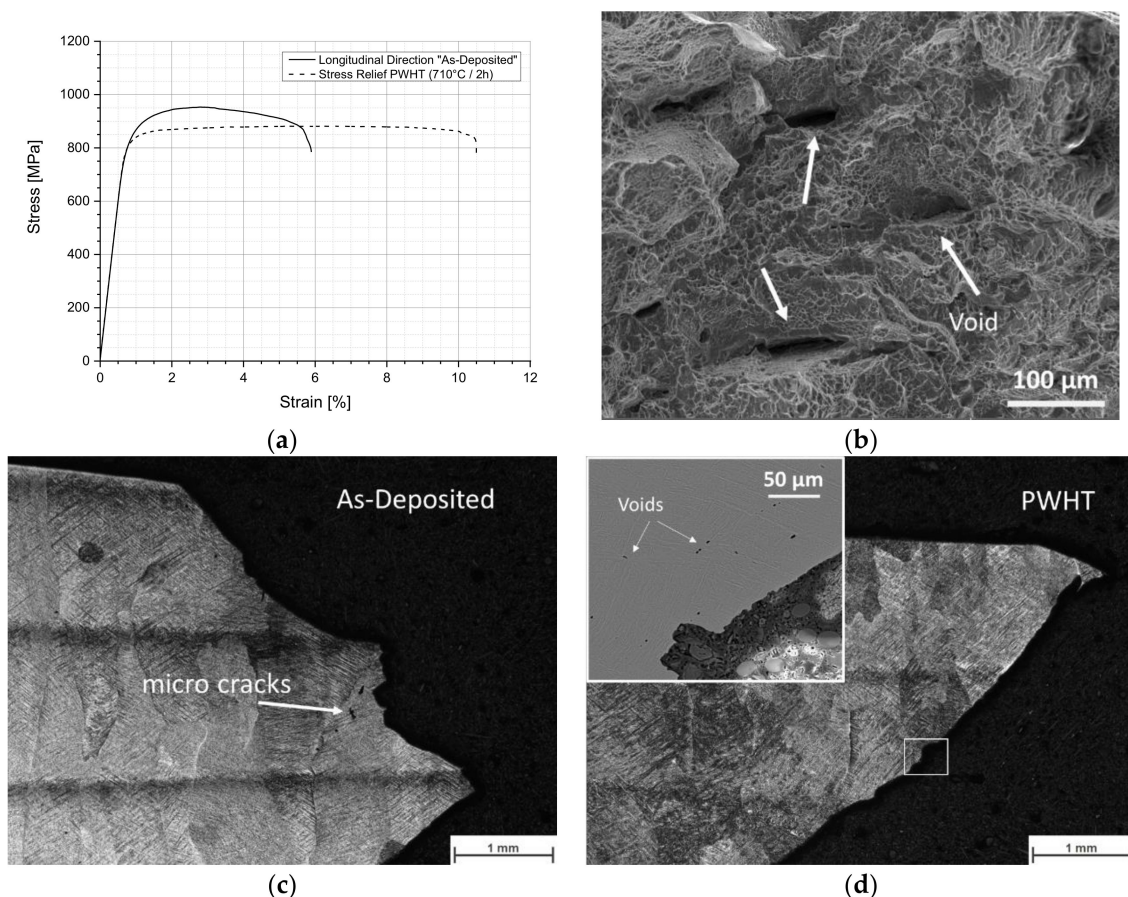 1200
1000
800
600
400
200
0
Stress [MPa]
0 2 4 6 8 10 12
Strain [%]
Longitudinal Direction "As-Deposited"
Stress Relief PWHT (710°C / 2h)
(a)
Void
100 µm
(b)
As-Deposited
micro cracks
1 mm
(c)
50 µm
Voids
PWHT
1 mm
(d)